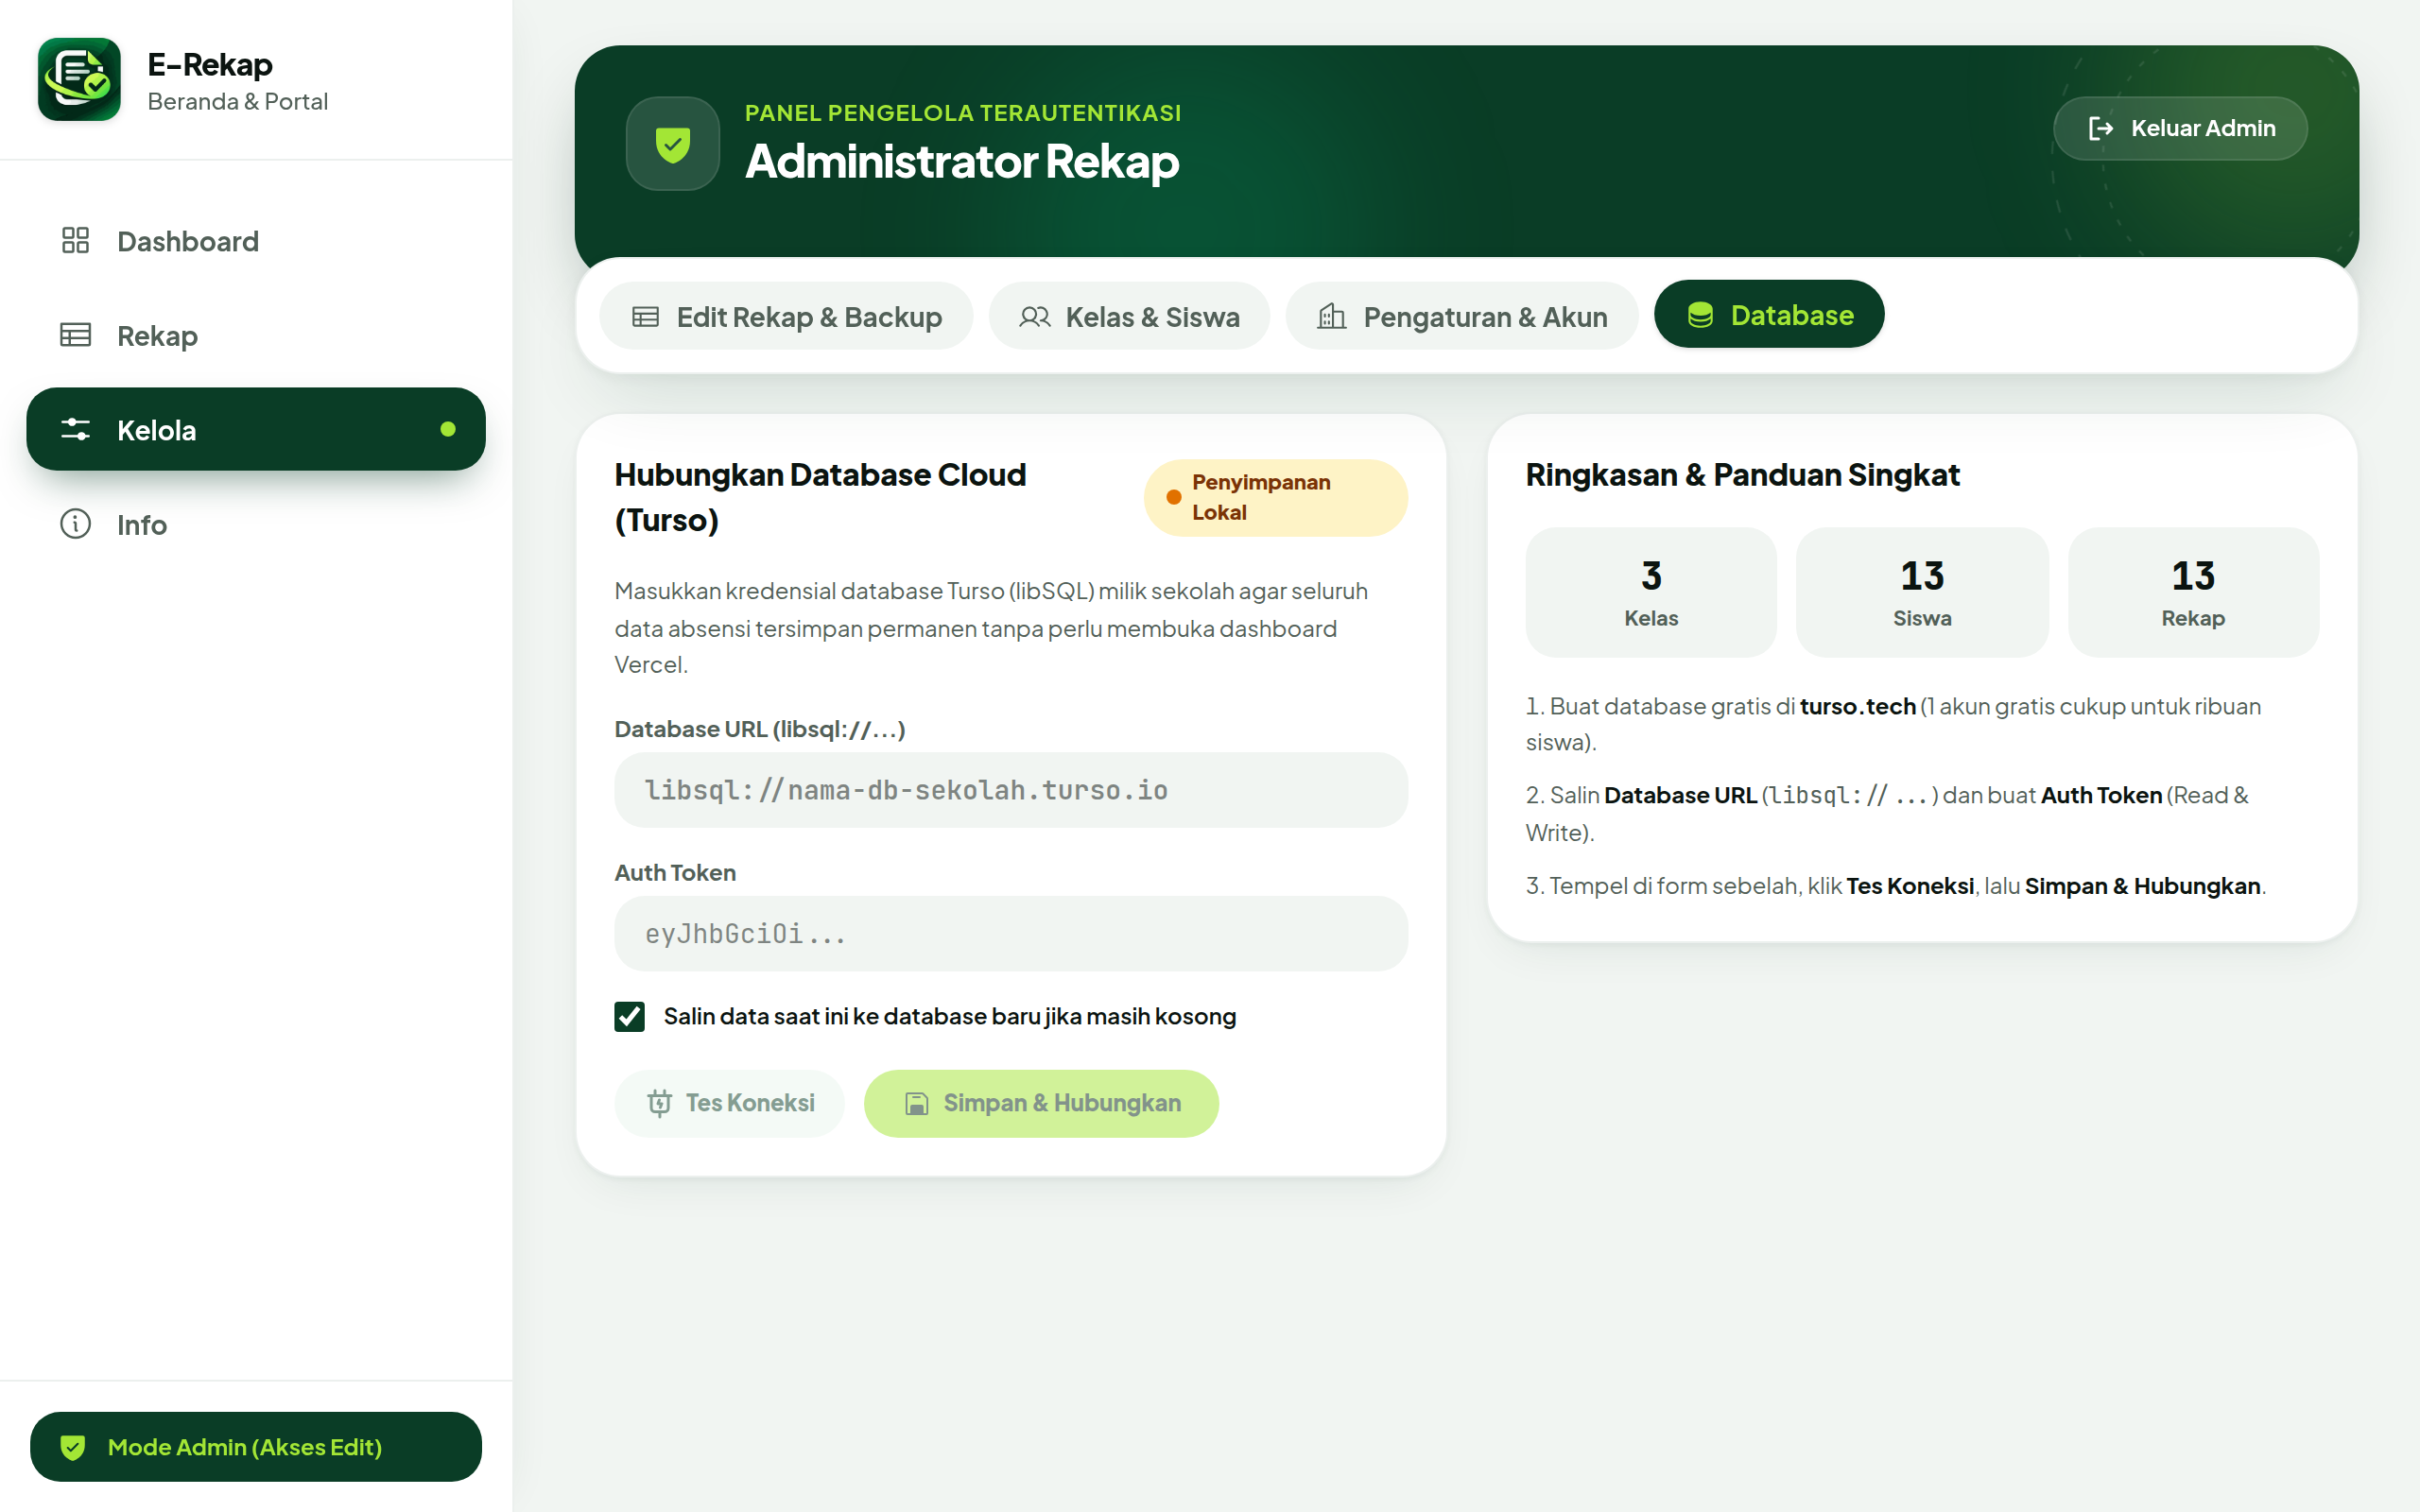 E-Rekap
Beranda & Portal
Dashboard
Rekap
Kelola
Info
Mode Admin (Akses Edit)
PANEL PENGELOLA TERAUTENTIKASI
Administrator Rekap
Keluar Admin
Edit Rekap & Backup
Kelas & Siswa
Pengaturan & Akun
Database
Hubungkan Database Cloud
(Turso)
Penyimpanan
Lokal
Masukkan kredensial database Turso (libSQL) milik sekolah agar seluruh
data absensi tersimpan permanen tanpa perlu membuka dashboard
Vercel.
Database URL (libsql://...)
libsql://nama-db-sekolah.turso.io
Auth Token
eyJhbGciOi...
Salin data saat ini ke database baru jika masih kosong
Tes Koneksi
Simpan & Hubungkan
Ringkasan & Panduan Singkat
3
Kelas
13
Siswa
13
Rekap
1. Buat database gratis di turso.tech (1 akun gratis cukup untuk ribuan
siswa).
2. Salin Database URL (libsql://...) dan buat Auth Token (Read &
Write).
3. Tempel di form sebelah, klik Tes Koneksi, lalu Simpan & Hubungkan.